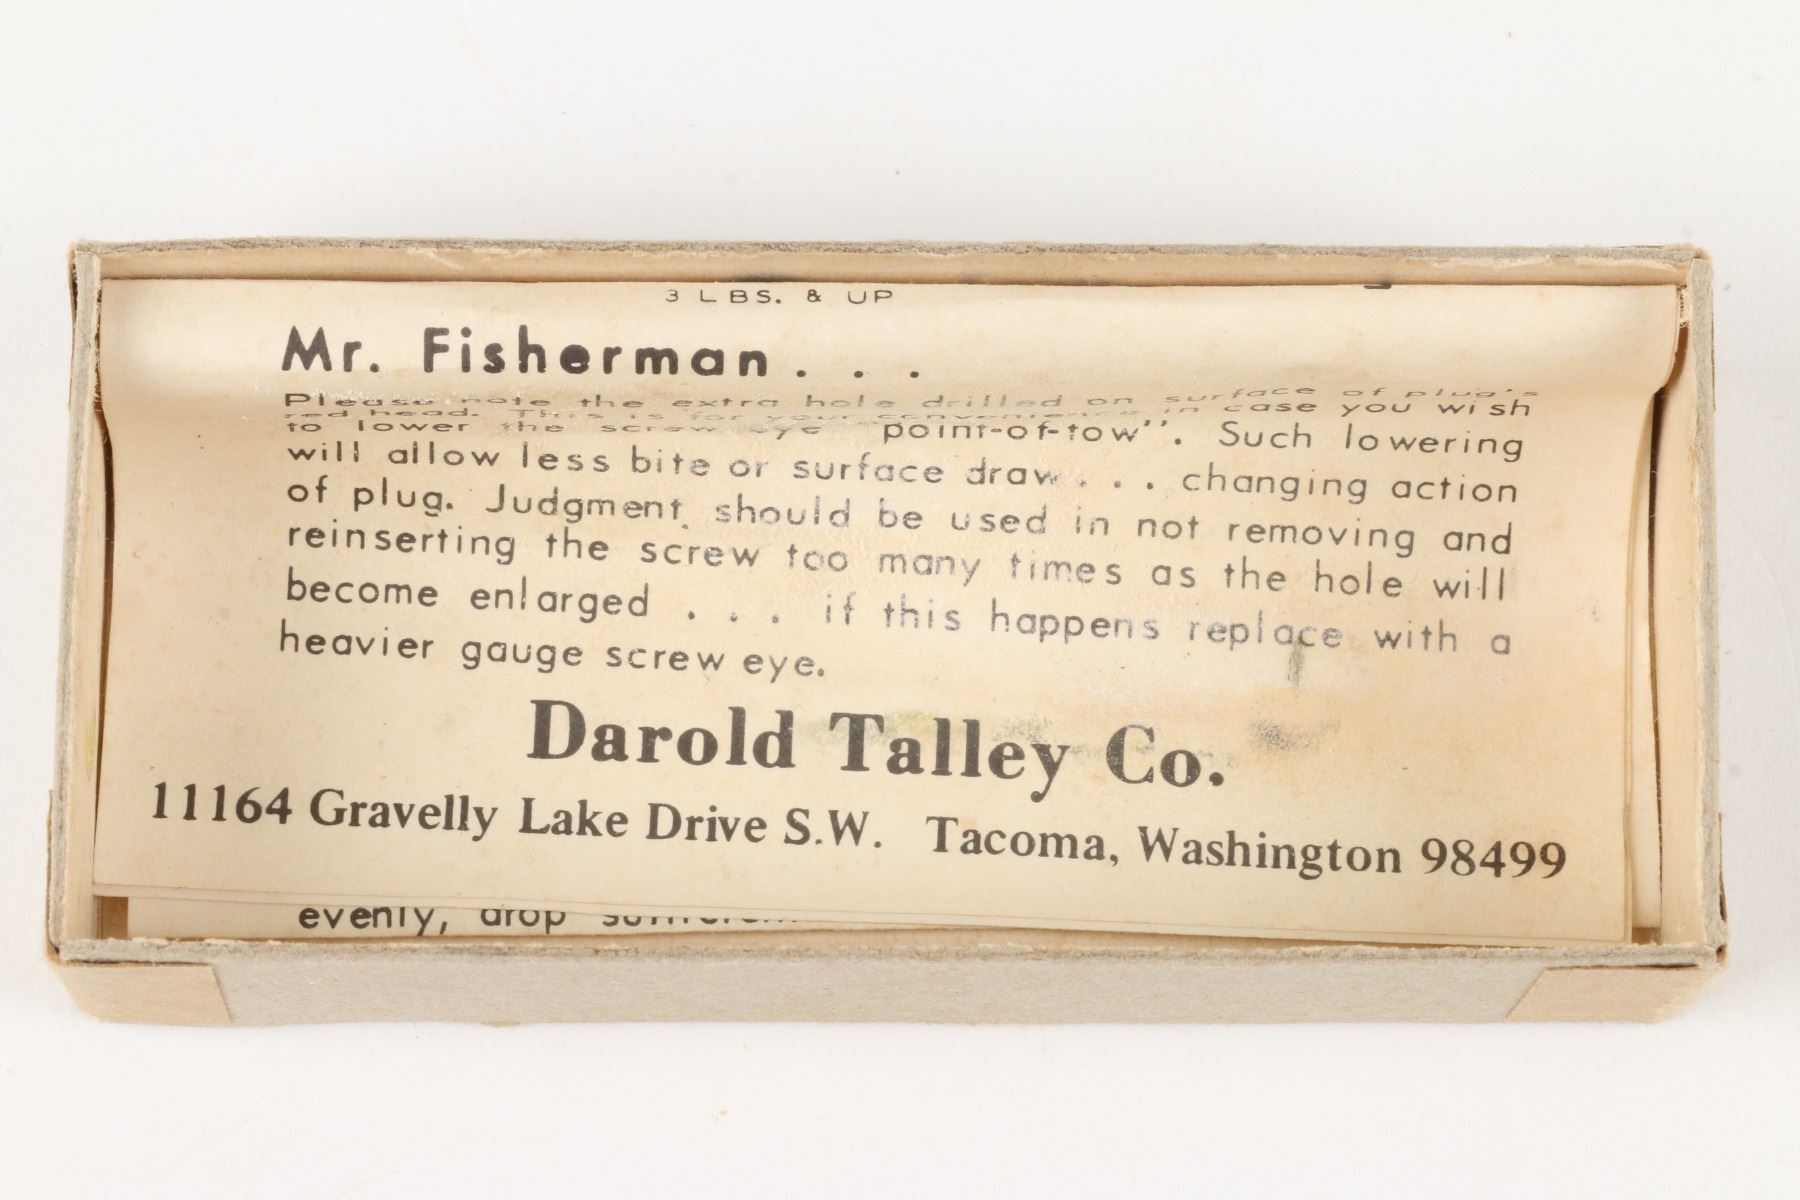 3 LBS. & UP
Mr. Fisherman . . .
Please note the extra hole drilled on surface of plug's
red head. This is for your convenience in case you wish
to lower the screw eye "point-of-tow". Such lowering
will allow less bite or surface draw . . . changing action
of plug. Judgment should be used in not removing and
reinserting the screw too many times as the hole will
become enlarged . . . if this happens replace with a
heavier gauge screw eye.
Darold Talley Co.
11164 Gravelly Lake Drive S.W. Tacoma, Washington 98499
evenly, drop